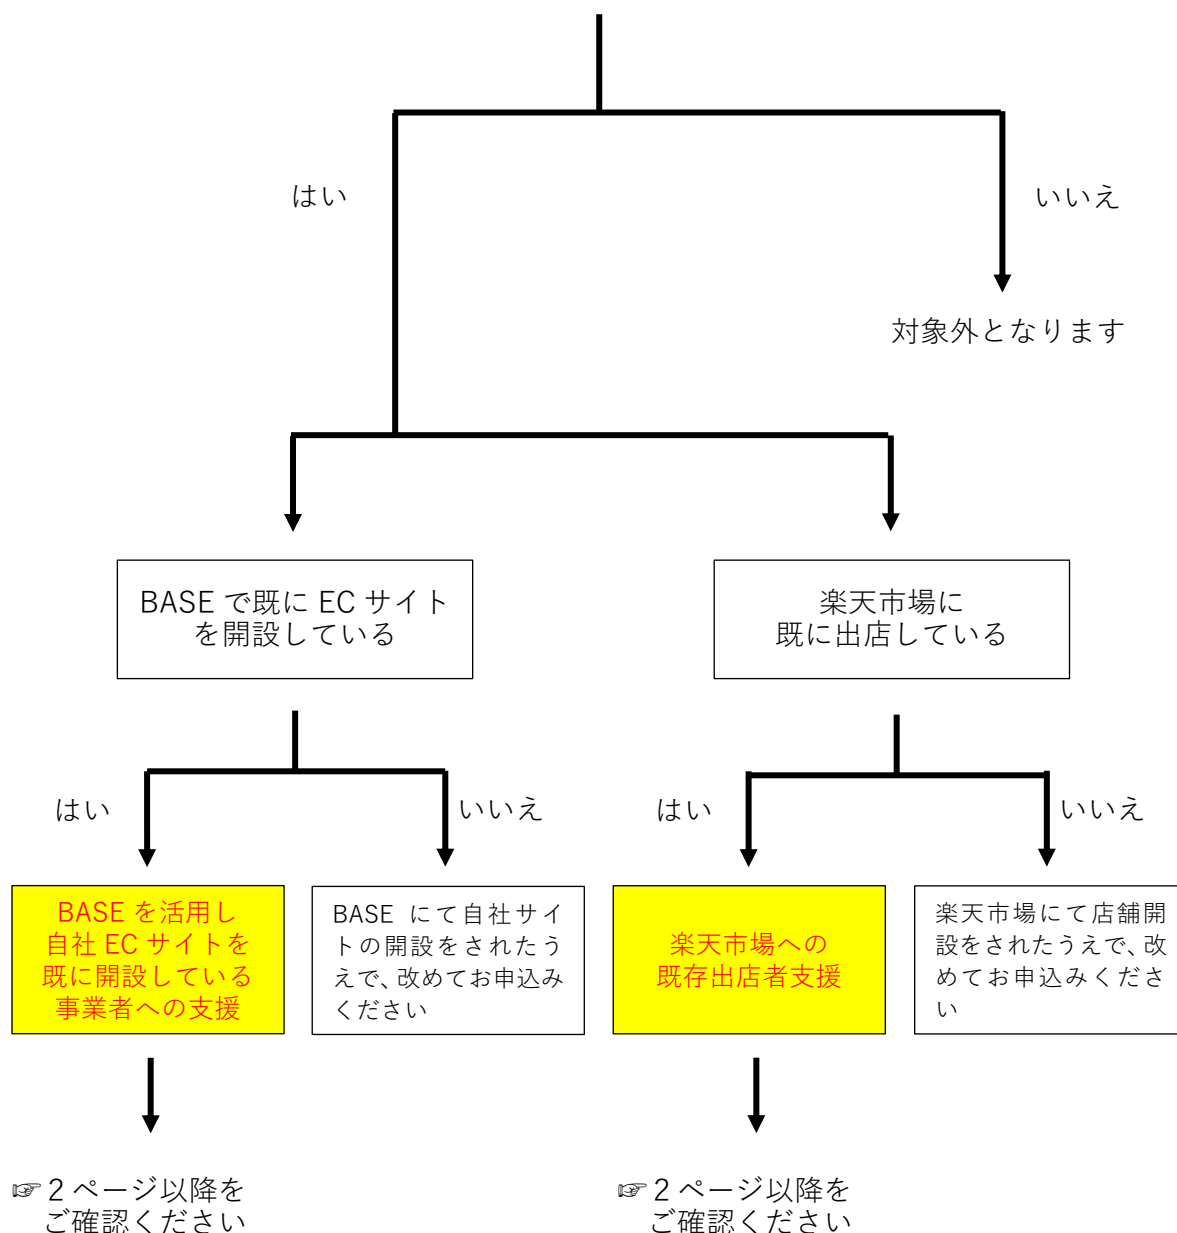 はい
いいえ
対象外となります
BASE で既に EC サイト
を開設している
楽天市場に
既に出店している
はい
いいえ
はい
いいえ
BASE を活用し
自社 EC サイトを
既に開設している
事業者への支援
BASE にて自社サイ
トの開設をされたう
えで、改めてお申込み
ください
楽天市場への
既存出店者支援
楽天市場にて店舗開
設をされたうえで、改
めてお申込みくださ
い
☞２ページ以降を
ご確認ください
☞２ページ以降を
ご確認ください